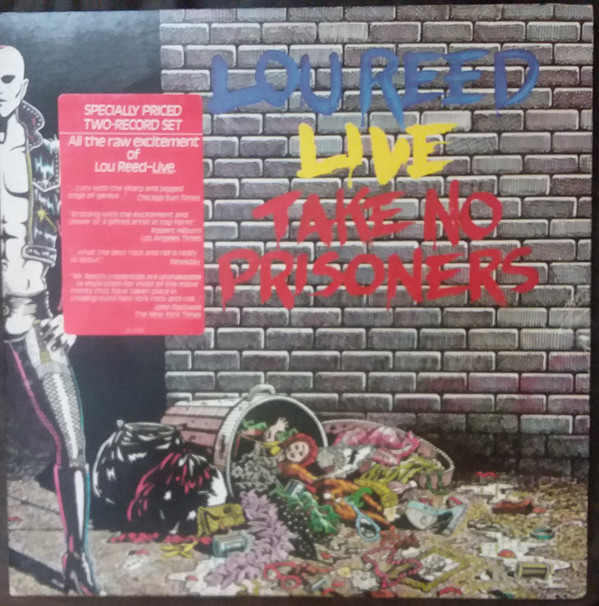 LOU REED
LIVE
TAKE NO
PRISONERS
SPECIALLY PRICED
TWO-RECORD SET
All the raw excitement
of
Lou Reed-Live.
"...cuts with the sharp and jagged
edge of genius..." Chicago Sun Times
"Bristling with the excitement and
power of a gifted artist in top form"
Robert Hilburn
Los Angeles Times
"...what the best rock and roll is really
all about" Newsday
"Mr. Reed's credentials are unassailable
as inspiration for most of the move
ments that have taken place in
underground New York rock-and-roll..."
John Rockwell
The New York Times